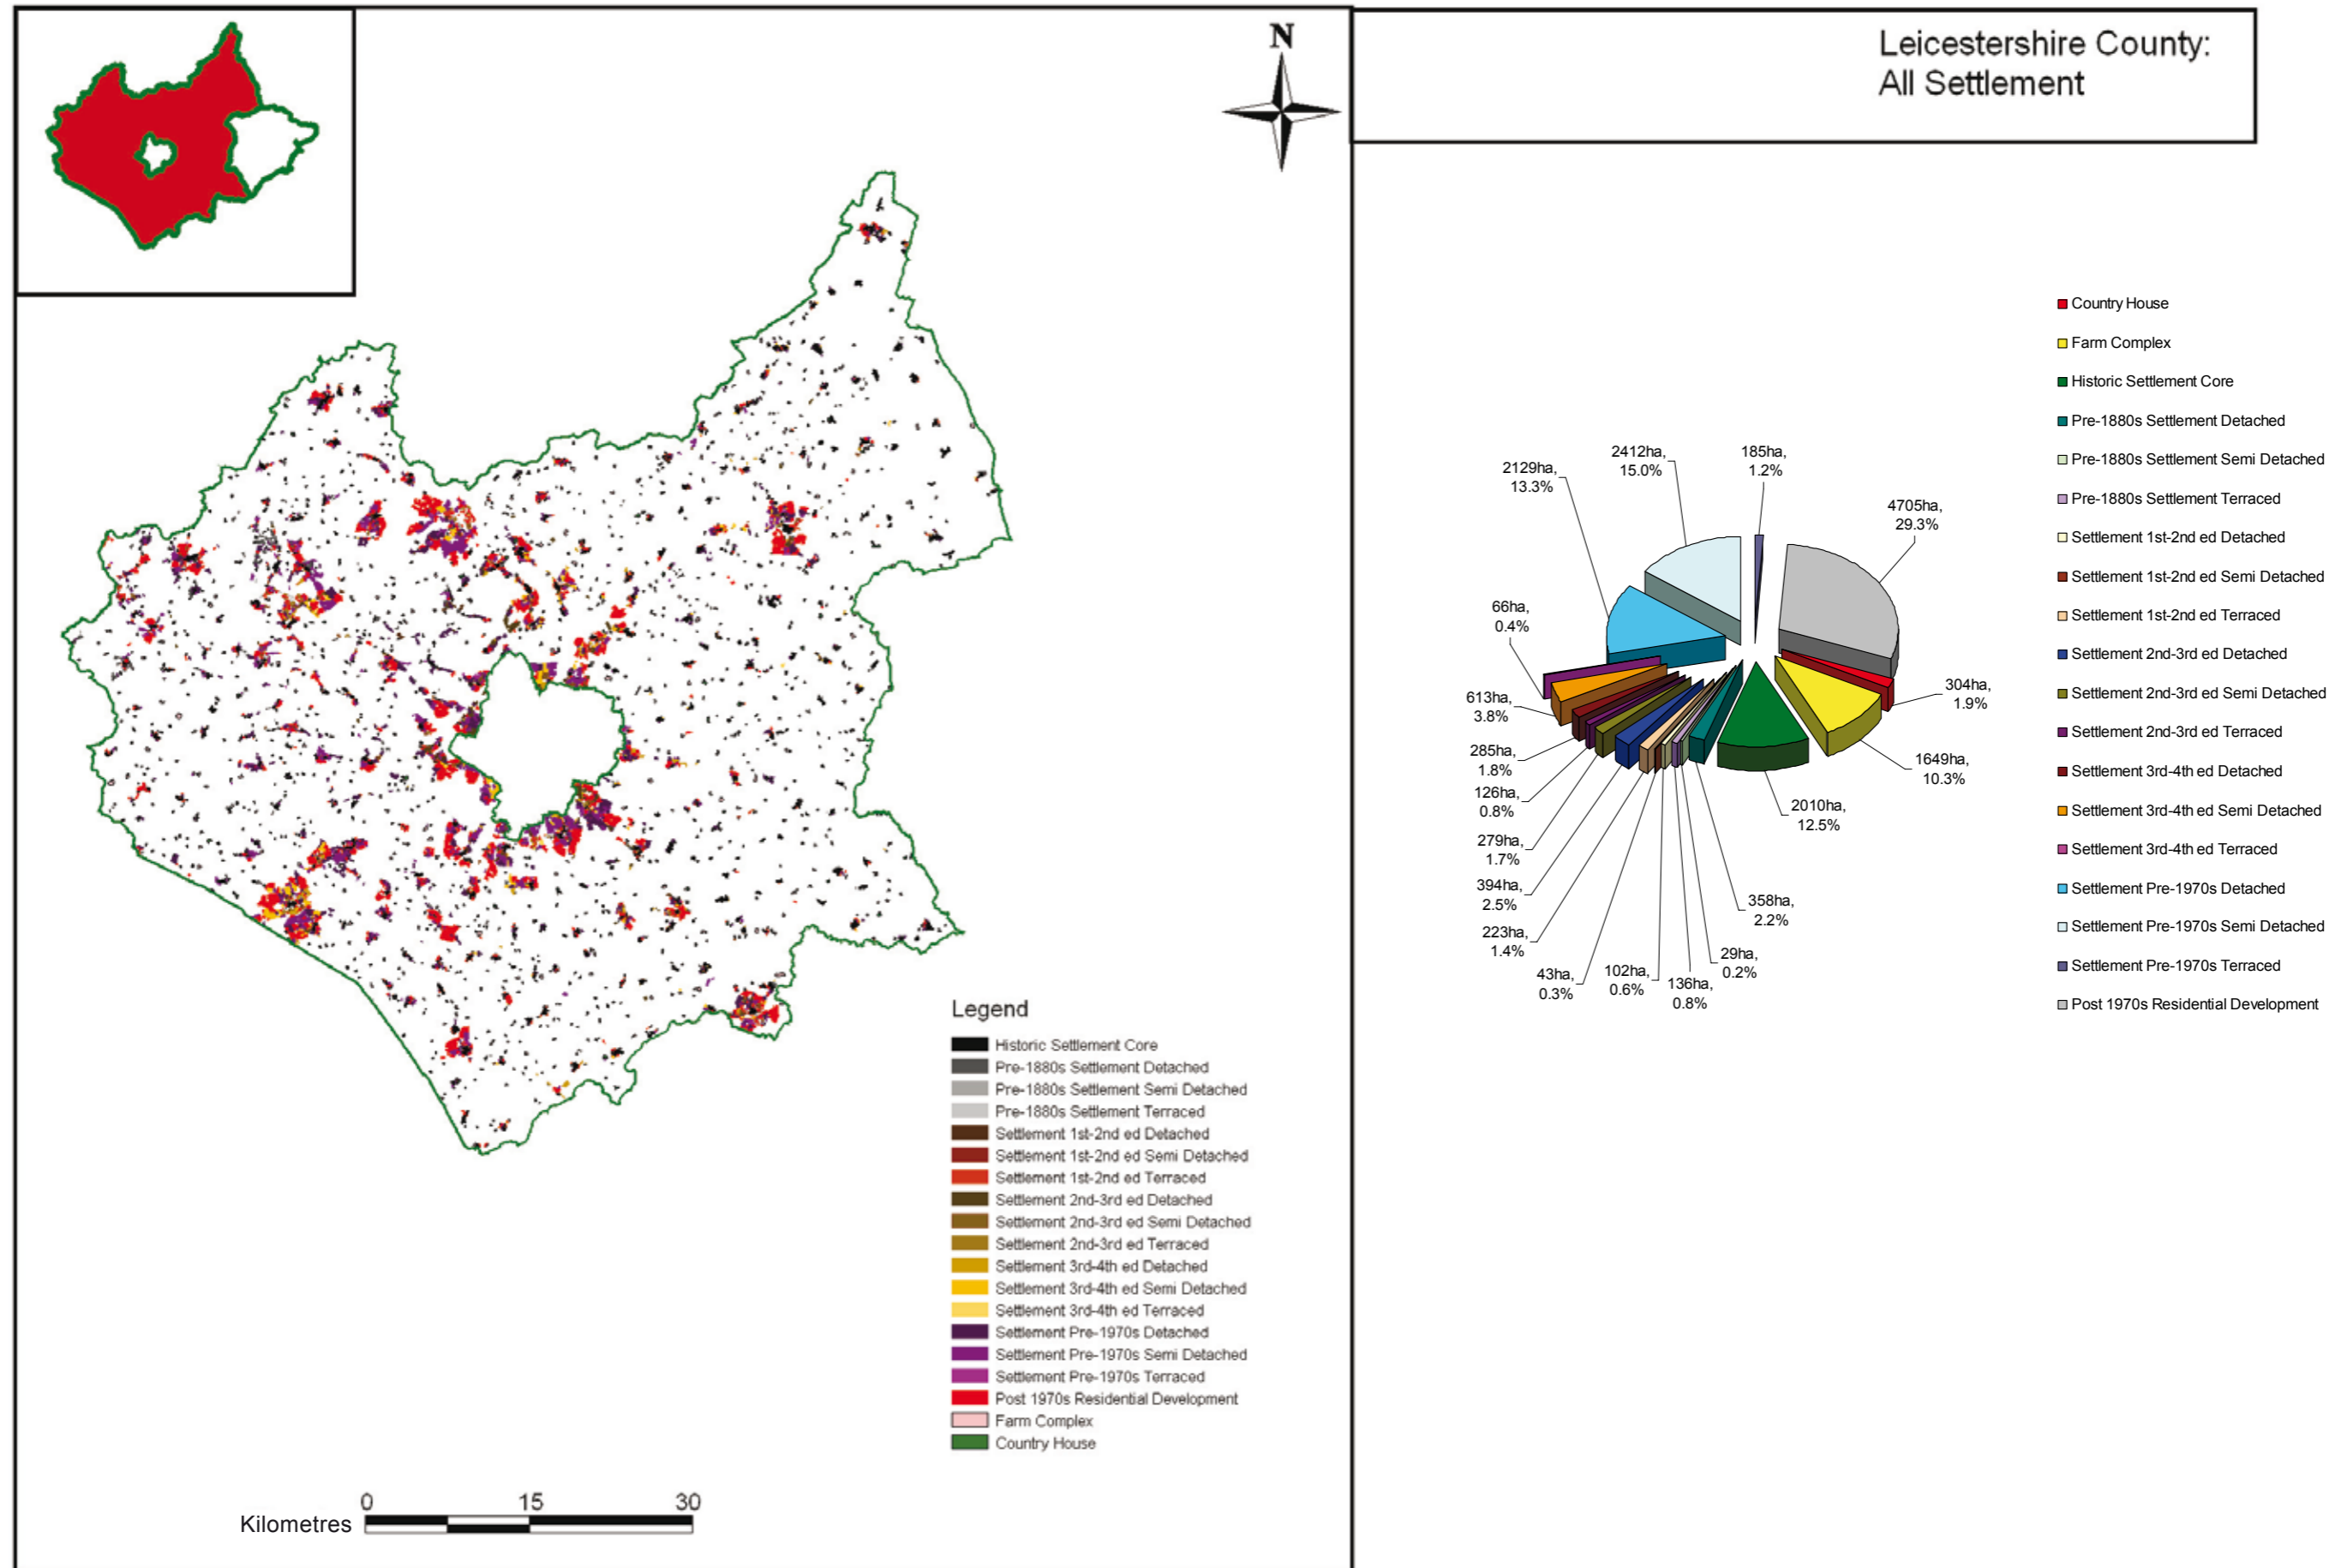 N
Leicestershire County:
All Settlement
Legend
Historic Settlement Core
Pre-1880s Settlement Detached
Pre-1880s Settlement Semi Detached
Pre-1880s Settlement Terraced
Settlement 1st-2nd ed Detached
Settlement 1st-2nd ed Semi Detached
Settlement 1st-2nd ed Terraced
Settlement 2nd-3rd ed Detached
Settlement 2nd-3rd ed Semi Detached
Settlement 2nd-3rd ed Terraced
Settlement 3rd-4th ed Detached
Settlement 3rd-4th ed Semi Detached
Settlement 3rd-4th ed Terraced
Settlement Pre-1970s Detached
Settlement Pre-1970s Semi Detached
Settlement Pre-1970s Terraced
Post 1970s Residential Development
Farm Complex
Country House
0 15 30
Kilometres
185ha,
1.2%
4705ha,
29.3%
304ha,
1.9%
1649ha,
10.3%
2010ha,
12.5%
358ha,
2.2%
29ha,
0.2%
136ha,
0.8%
102ha,
0.6%
43ha,
0.3%
223ha,
1.4%
394ha,
2.5%
279ha,
1.7%
126ha,
0.8%
285ha,
1.8%
613ha,
3.8%
66ha,
0.4%
2129ha,
13.3%
2412ha,
15.0%
Country House
Farm Complex
Historic Settlement Core
Pre-1880s Settlement Detached
Pre-1880s Settlement Semi Detached
Pre-1880s Settlement Terraced
Settlement 1st-2nd ed Detached
Settlement 1st-2nd ed Semi Detached
Settlement 1st-2nd ed Terraced
Settlement 2nd-3rd ed Detached
Settlement 2nd-3rd ed Semi Detached
Settlement 2nd-3rd ed Terraced
Settlement 3rd-4th ed Detached
Settlement 3rd-4th ed Semi Detached
Settlement 3rd-4th ed Terraced
Settlement Pre-1970s Detached
Settlement Pre-1970s Semi Detached
Settlement Pre-1970s Terraced
Post 1970s Residential Development